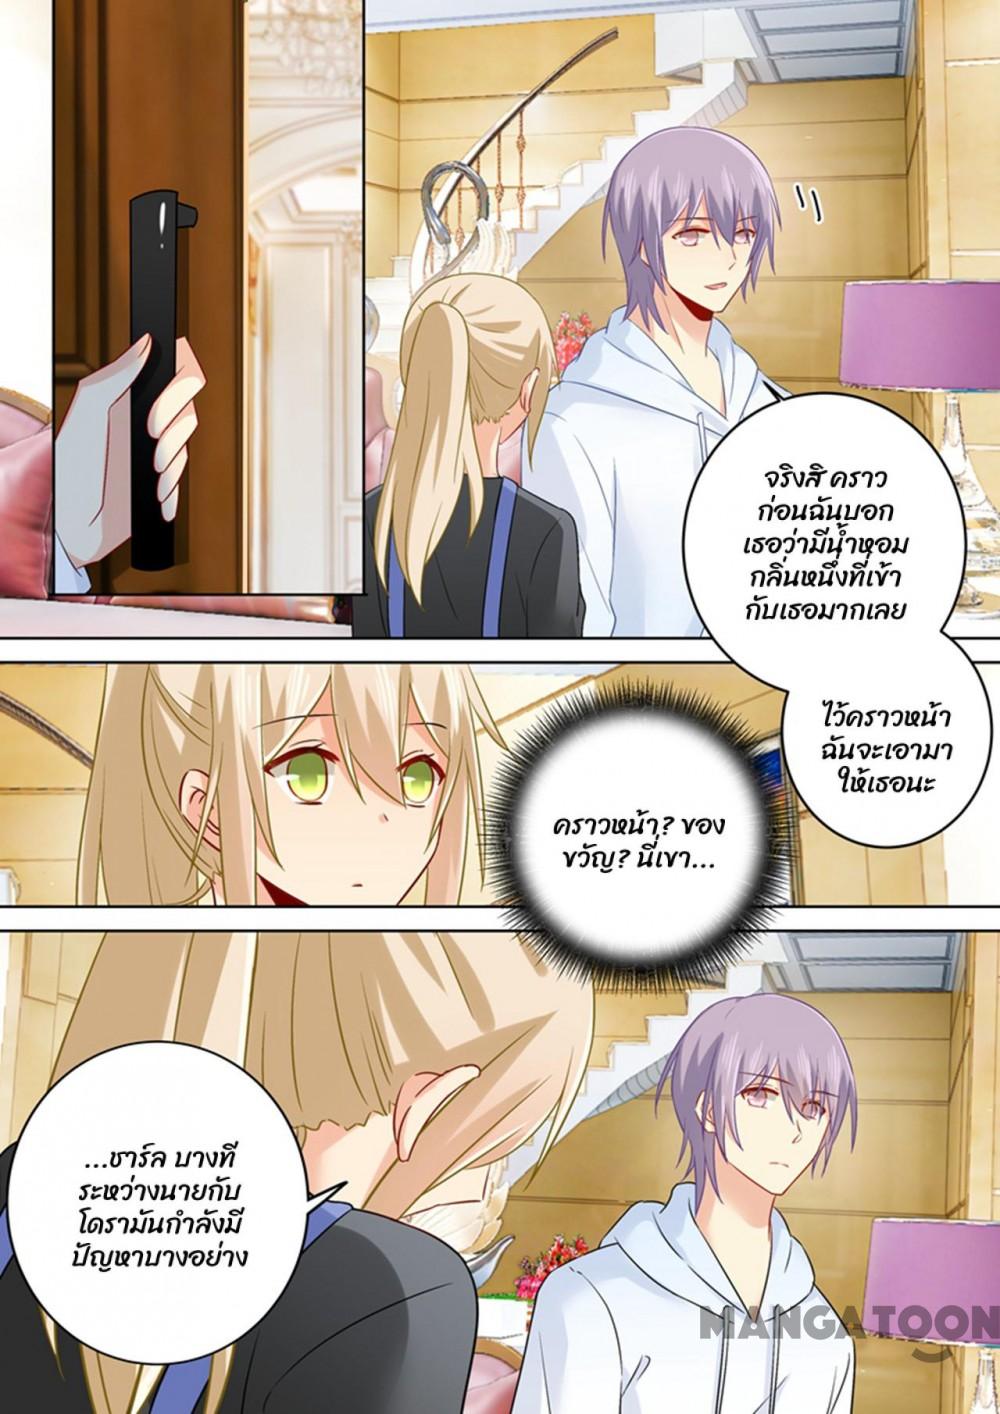 จริงสิ คราว
ก่อนฉันบอก
เธอว่ามีน้ำหอม
กลิ่นหนึ่งที่เข้า
กับเธอมากเลย
ไว้คราวหน้า
ฉันจะเอามา
ให้เธอนะ
คราวหน้า? ของ
ขวัญ? นี่เขา...
...ชาร์ล บางที
ระหว่างนายกับ
โดรามันกำลังมี
ปัญหาบางอย่าง
MANGATOON